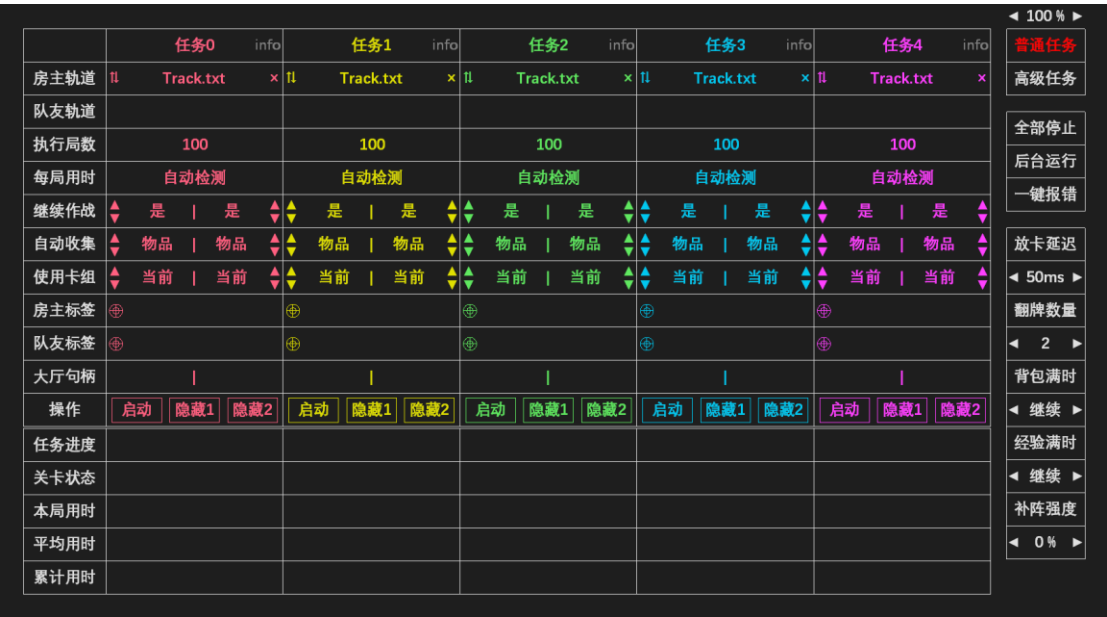 ◄ 100 % ►
任务0 info 任务1 info 任务2 info 任务3 info 任务4 info 普通任务
房主轨道 ⇅ Track.txt × ⇅ Track.txt × ⇅ Track.txt × ⇅ Track.txt × ⇅ Track.txt × 高级任务
队友轨道
全部停止
执行局数 100 100 100 100 100
后台运行
每局用时 自动检测 自动检测 自动检测 自动检测 自动检测
一键报错
继续作战 是 | 是 是 | 是 是 | 是 是 | 是 是 | 是
自动收集 物品 | 物品 物品 | 物品 物品 | 物品 物品 | 物品 物品 | 物品 放卡延迟
使用卡组 当前 | 当前 当前 | 当前 当前 | 当前 当前 | 当前 当前 | 当前 ◄ 50ms ►
房主标签 翻牌数量
队友标签 ◄ 2 ►
大厅句柄 | | | | | 背包满时
操作 启动 隐藏1 隐藏2 启动 隐藏1 隐藏2 启动 隐藏1 隐藏2 启动 隐藏1 隐藏2 启动 隐藏1 隐藏2 ◄ 继续 ►
任务进度 经验满时
关卡状态 ◄ 继续 ►
本局用时 补阵强度
平均用时 ◄ 0 % ►
累计用时